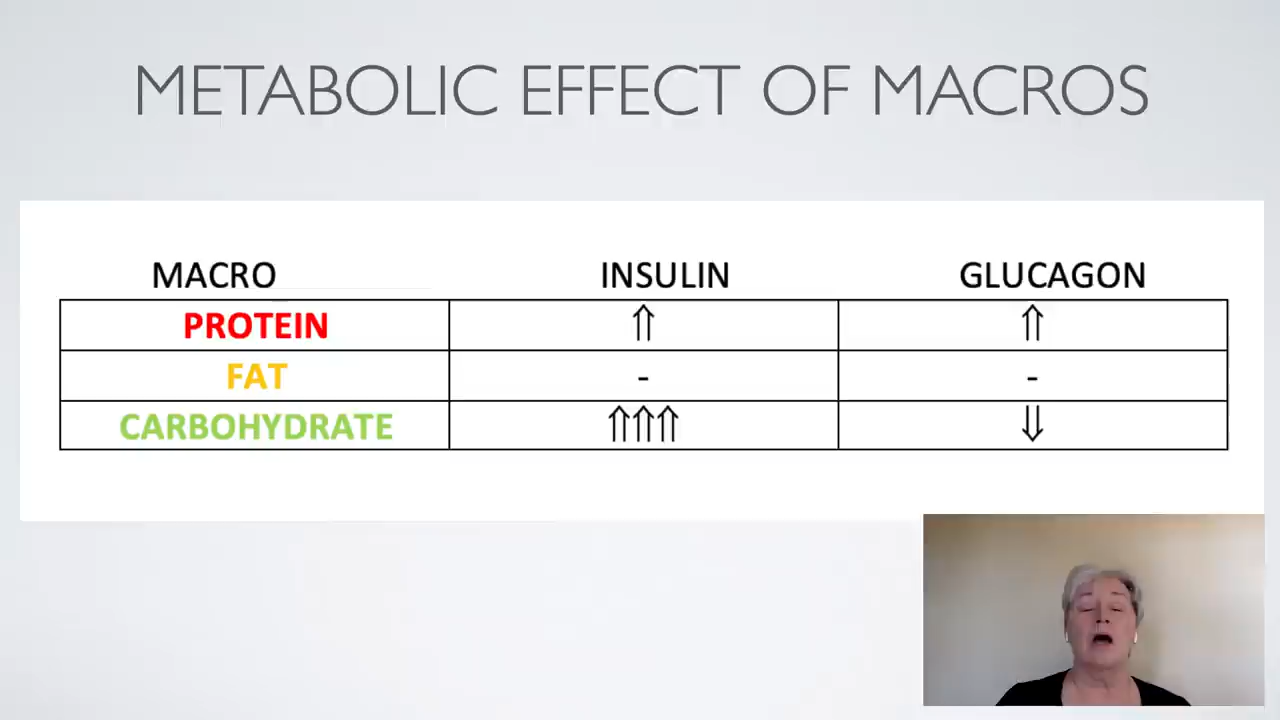 METABOLIC EFFECT OF MACROS
MACRO INSULIN GLUCAGON
PROTEIN ⇑ ⇑
FAT - -
CARBOHYDRATE ⇑⇑⇑ ⇓